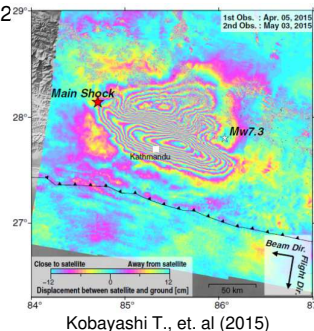 2
1st Obs. : Apr. 05, 2015
2nd Obs. : May 03, 2015
29°
Main Shock
28°
Mw7.3
Kathmandu
27°
Beam Dir.
Flight Dir.
Close to satellite Away from satellite
−12 0 12
Displacement between satellite and ground [cm]
50 km
84° 85° 86° 87
Kobayashi T., et. al (2015)